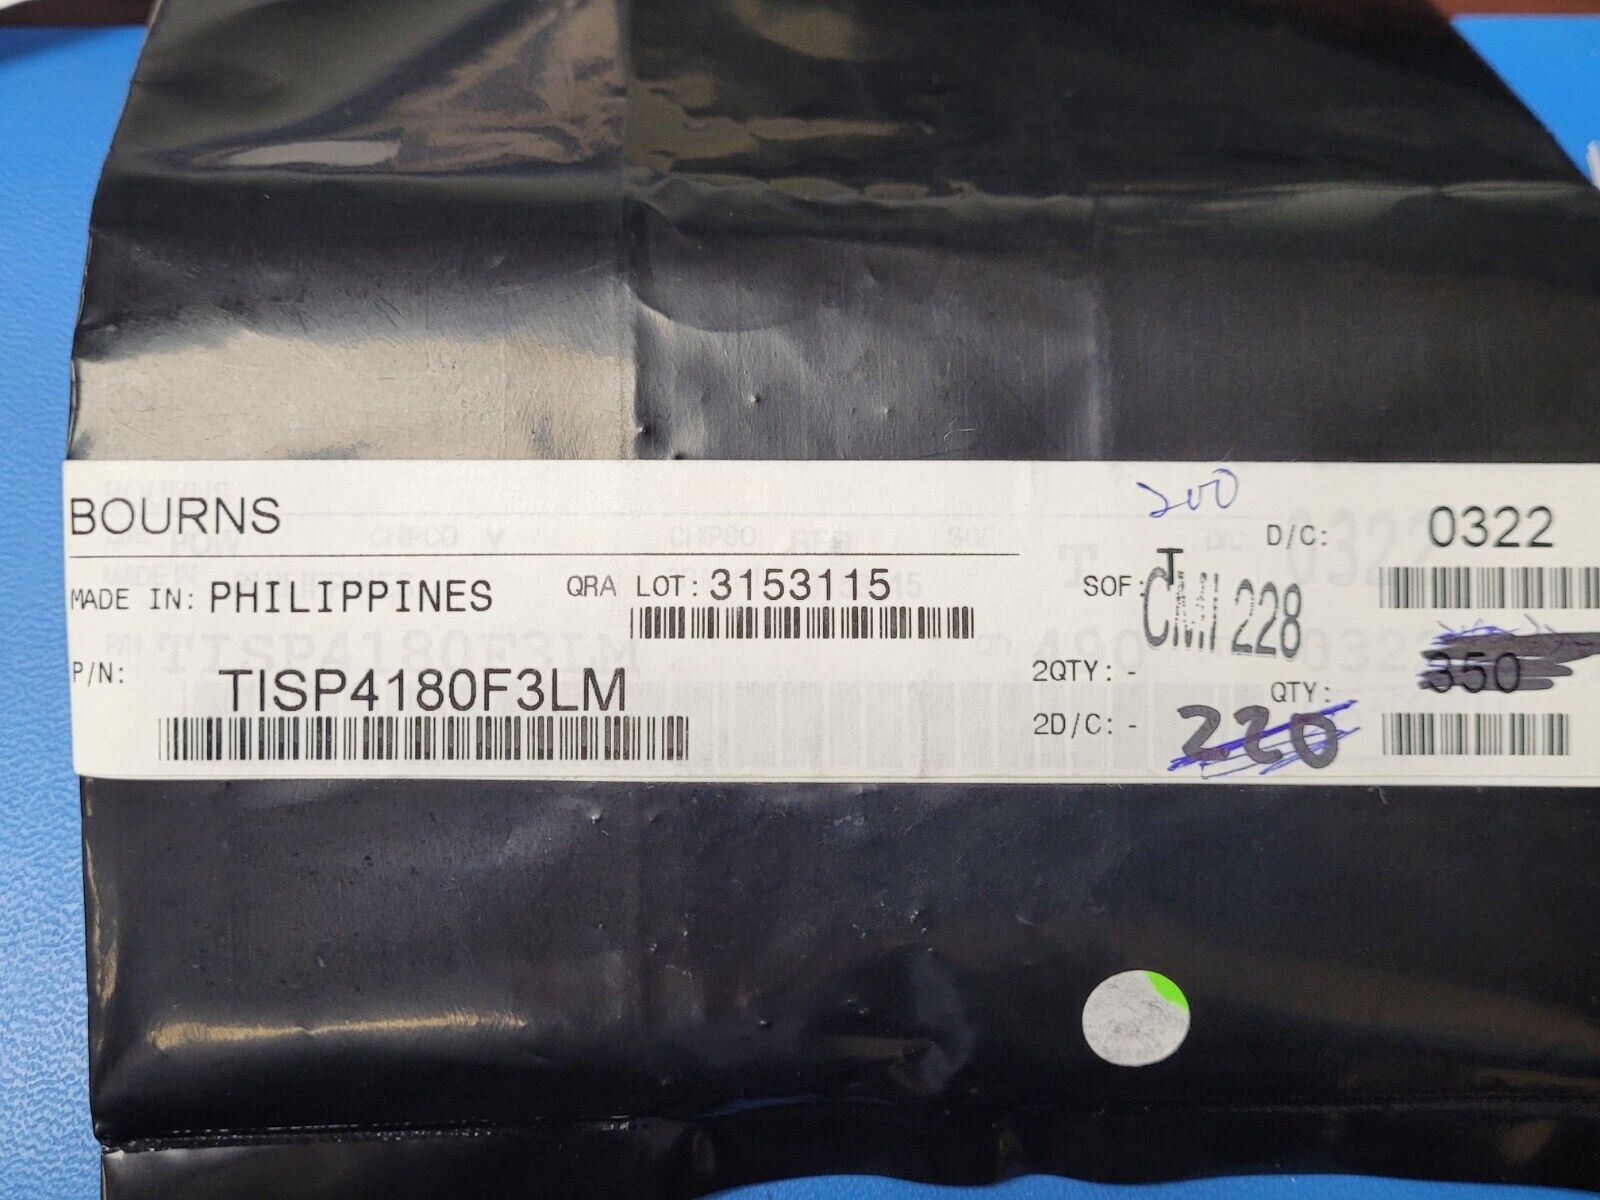 200
BOURNS
D/C: 0322
MADE IN: PHILIPPINES QRA LOT: 3153115 SOF: T
CMI 228
P/N: TISP4180F3LM
2QTY: - QTY: 350
2D/C: - 220